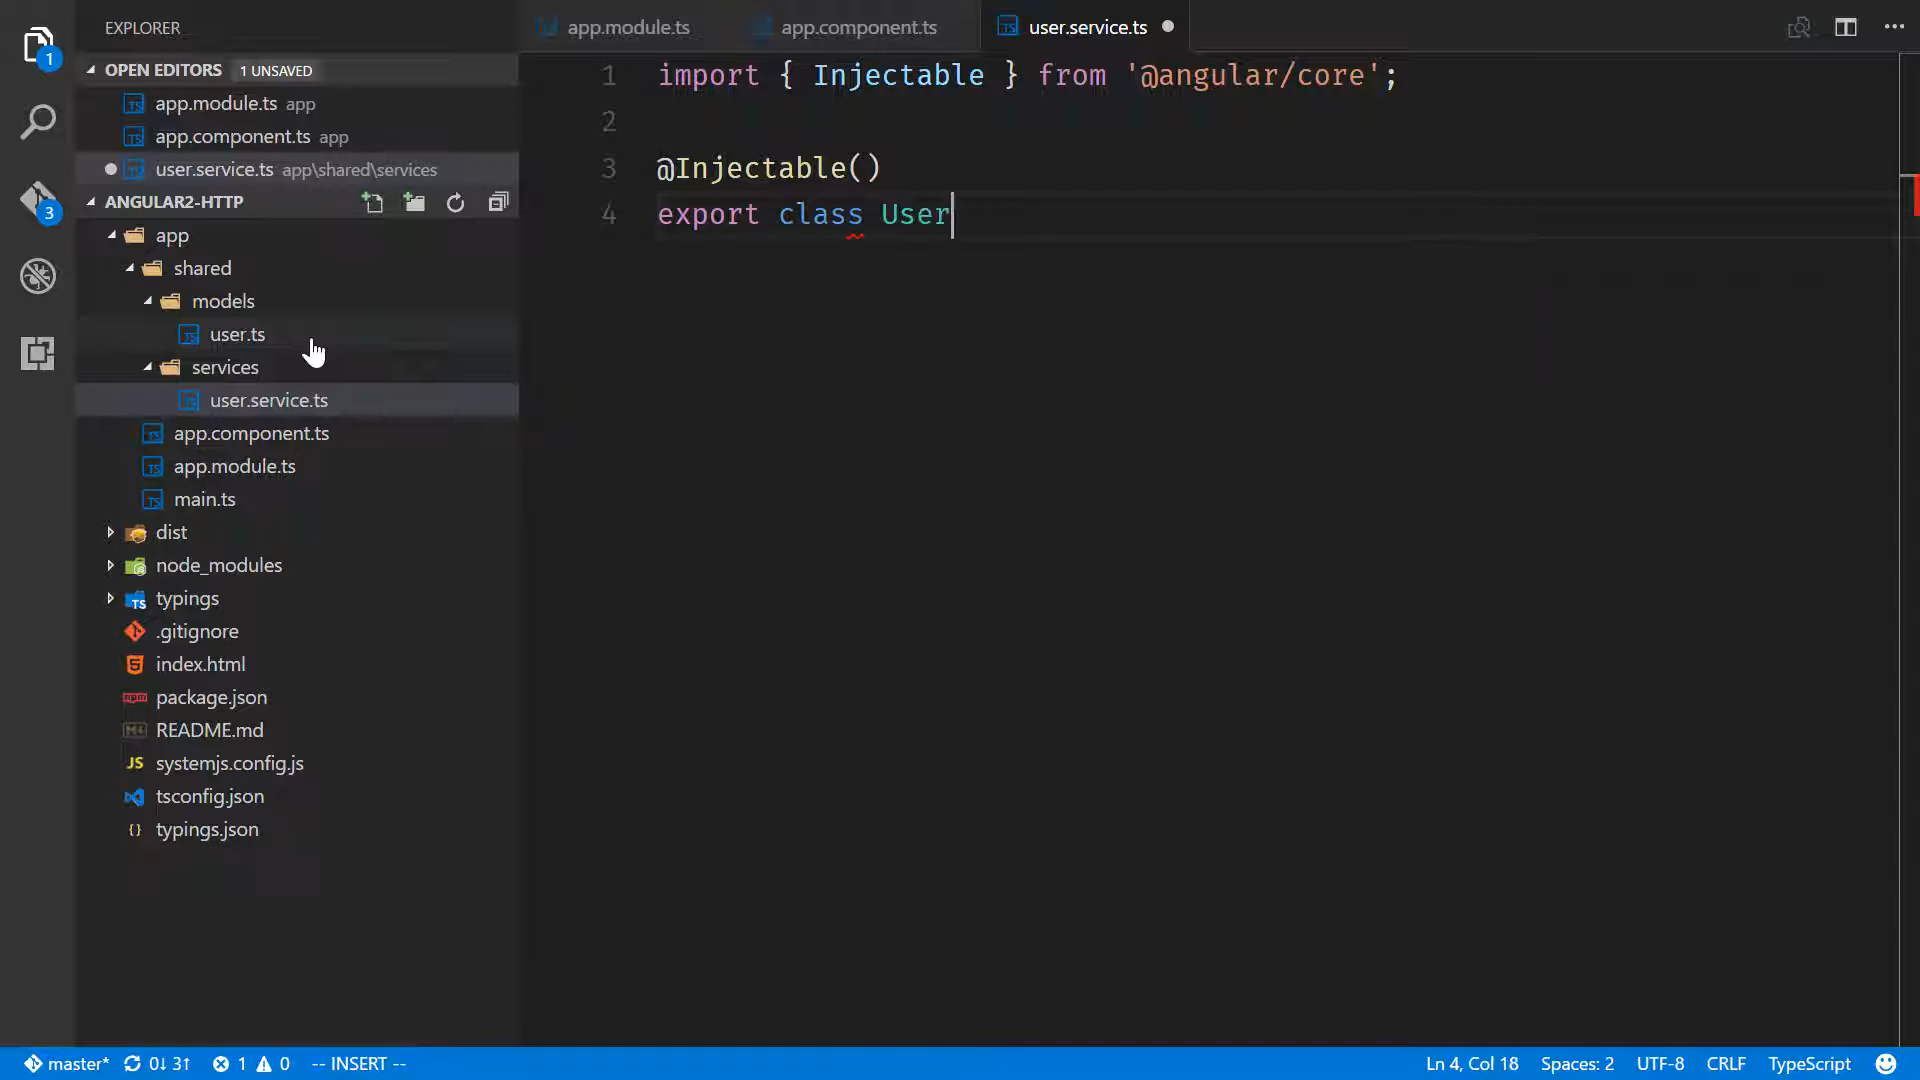 EXPLORER
OPEN EDITORS 1 UNSAVED
app.module.ts app
app.component.ts app
user.service.ts app\shared\services
ANGULAR2-HTTP
app
shared
models
user.ts
services
user.service.ts
app.component.ts
app.module.ts
main.ts
dist
node_modules
typings
.gitignore
index.html
package.json
README.md
systemjs.config.js
tsconfig.json
typings.json
1
3
app.module.ts app.component.ts user.service.ts
1 import { Injectable } from '@angular/core';
2
3 @Injectable()
4 export class User
master* 0↓ 3↑ 1 0 -- INSERT -- Ln 4, Col 18 Spaces: 2 UTF-8 CRLF TypeScript